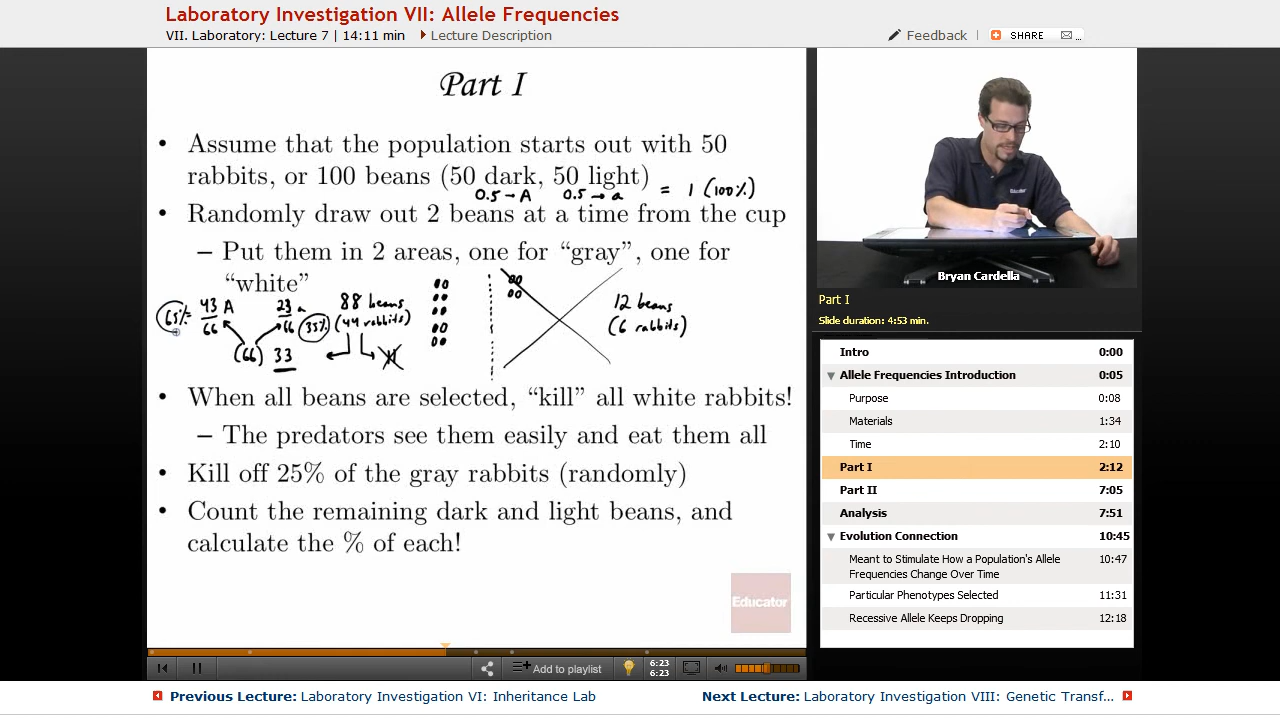 Laboratory Investigation VII: Allele Frequencies
VII. Laboratory: Lecture 7 | 14:11 min Lecture Description
Feedback | SHARE ...
Part I
• Assume that the population starts out with 50
rabbits, or 100 beans (50 dark, 50 light)
0.5→A 0.5→a = 1 (100%)
• Randomly draw out 2 beans at a time from the cup
– Put them in 2 areas, one for “gray”, one for
“white”
65% = 43/66 A 23/66 a 35% 88 beans
(44 rabbits)
(66) 33 11
12 beans
(6 rabbits)
• When all beans are selected, “kill” all white rabbits!
– The predators see them easily and eat them all
• Kill off 25% of the gray rabbits (randomly)
• Count the remaining dark and light beans, and
calculate the % of each!
Educator
Add to playlist
6:23
6:23
Bryan Cardella
Part I
Slide duration: 4:53 min.
Intro 0:00
Allele Frequencies Introduction 0:05
Purpose 0:08
Materials 1:34
Time 2:10
Part I 2:12
Part II 7:05
Analysis 7:51
Evolution Connection 10:45
Meant to Stimulate How a Population's Allele 10:47
Frequencies Change Over Time
Particular Phenotypes Selected 11:31
Recessive Allele Keeps Dropping 12:18
Previous Lecture: Laboratory Investigation VI: Inheritance Lab
Next Lecture: Laboratory Investigation VIII: Genetic Transf...